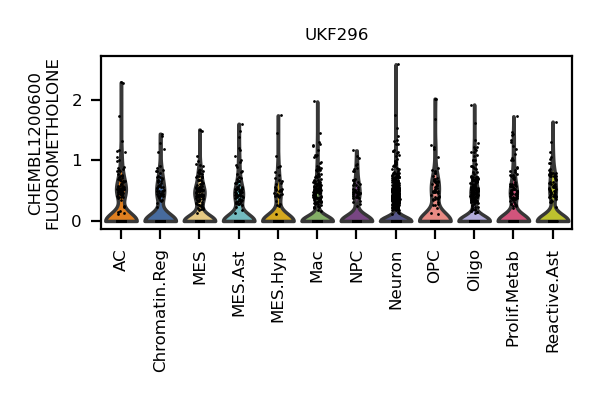 UKF296
CHEMBL1200600
FLUOROMETHOLONE
2
1
0
AC
Chromatin.Reg
MES
MES.Ast
MES.Hyp
Mac
NPC
Neuron
OPC
Oligo
Prolif.Metab
Reactive.Ast